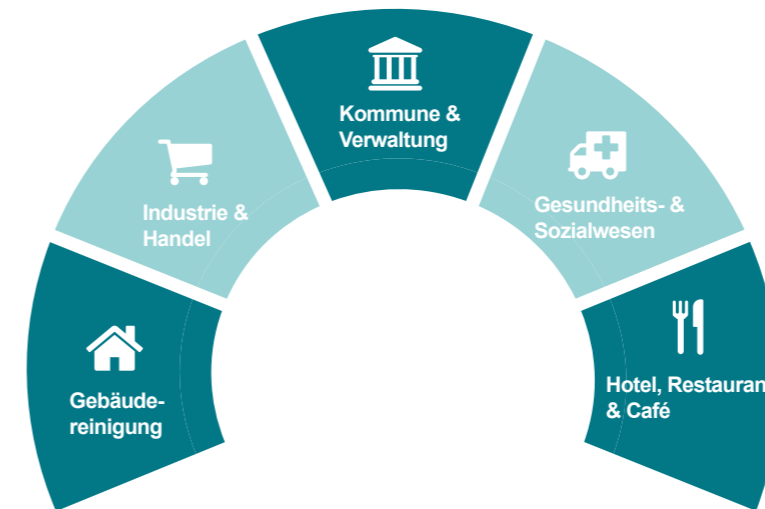 Gebäude-
reinigung
Industrie &
Handel
Kommune &
Verwaltung
Gesundheits- &
Sozialwesen
Hotel, Restauran
& Café